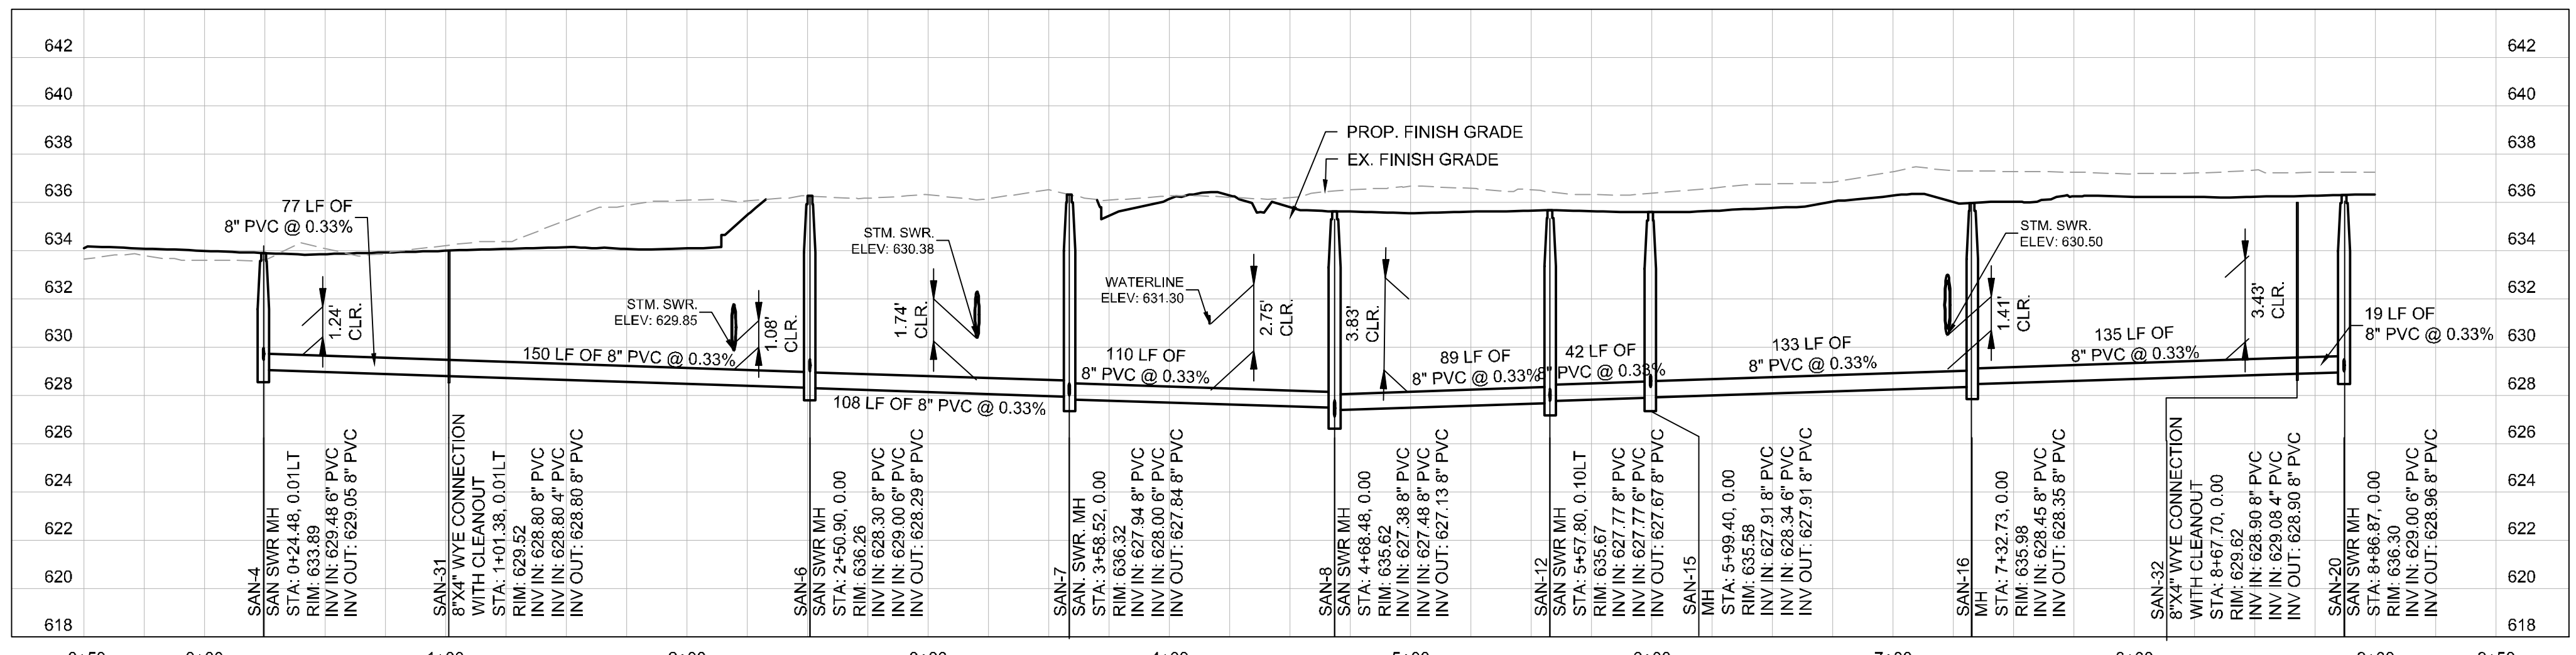 642
640
638
636
634
632
630
628
626
624
622
620
618
642
640
638
636
634
632
630
628
626
624
622
620
618
PROP. FINISH GRADE
EX. FINISH GRADE
77 LF OF
8" PVC @ 0.33%
1.24'
CLR.
150 LF OF 8" PVC @ 0.33%
STM. SWR.
ELEV: 629.85
1.08'
CLR.
STM. SWR.
ELEV: 630.38
1.74'
CLR.
108 LF OF 8" PVC @ 0.33%
WATERLINE
ELEV: 631.30
110 LF OF
8" PVC @ 0.33%
2.75'
CLR.
3.83'
CLR.
89 LF OF
8" PVC @ 0.33%
42 LF OF
8" PVC @ 0.33%
133 LF OF
8" PVC @ 0.33%
STM. SWR.
ELEV: 630.50
1.41'
CLR.
135 LF OF
8" PVC @ 0.33%
3.43'
CLR.
19 LF OF
8" PVC @ 0.33%
SAN-4
SAN SWR MH
STA: 0+24.48, 0.01LT
RIM: 633.89
INV IN: 629.48 6" PVC
INV OUT: 629.05 8" PVC
SAN-31
8"X4" WYE CONNECTION
WITH CLEANOUT
STA: 1+01.38, 0.01LT
RIM: 629.52
INV IN: 628.80 8" PVC
INV IN: 628.80 4" PVC
INV OUT: 628.80 8" PVC
SAN-6
SAN SWR MH
STA: 2+50.90, 0.00
RIM: 636.26
INV IN: 628.30 8" PVC
INV IN: 629.00 6" PVC
INV OUT: 628.29 8" PVC
SAN-7
SAN. SWR. MH
STA: 3+58.52, 0.00
RIM: 636.32
INV IN: 627.94 8" PVC
INV IN: 628.00 6" PVC
INV OUT: 627.84 8" PVC
SAN-8
SAN SWR MH
STA: 4+68.48, 0.00
RIM: 635.62
INV IN: 627.38 8" PVC
INV IN: 627.48 8" PVC
INV OUT: 627.13 8" PVC
SAN-12
SAN SWR MH
STA: 5+57.80, 0.10LT
RIM: 635.67
INV IN: 627.77 8" PVC
INV IN: 627.77 6" PVC
INV OUT: 627.67 8" PVC
SAN-15
MH
STA: 5+99.40, 0.00
RIM: 635.58
INV IN: 627.91 8" PVC
INV IN: 628.34 6" PVC
INV OUT: 627.91 8" PVC
SAN-16
MH
STA: 7+32.73, 0.00
RIM: 635.98
INV IN: 628.45 8" PVC
INV OUT: 628.35 8" PVC
SAN-32
8"X4" WYE CONNECTION
WITH CLEANOUT
STA: 8+67.70, 0.00
RIM: 629.62
INV IN: 628.90 8" PVC
INV IN: 629.08 4" PVC
INV OUT: 628.90 8" PVC
SAN-20
SAN SWR MH
STA: 8+86.87, 0.00
RIM: 636.30
INV IN: 629.00 6" PVC
INV OUT: 628.96 8" PVC